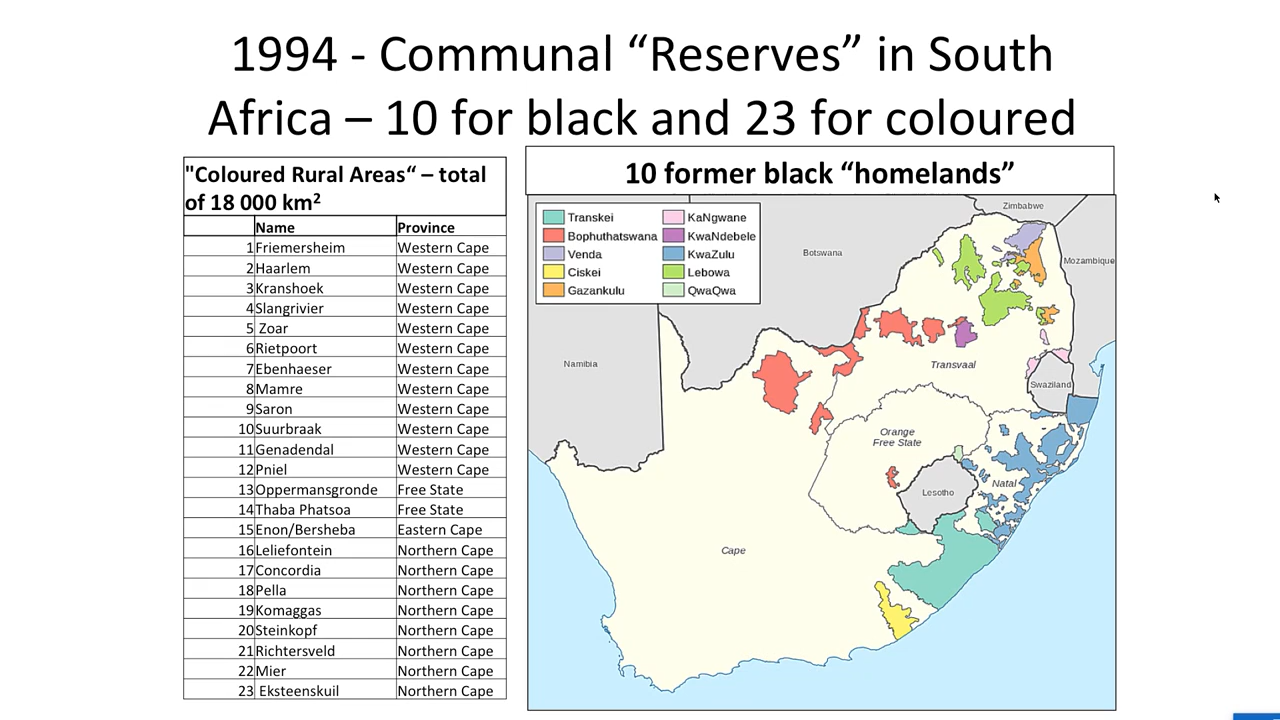 1994 - Communal “Reserves” in South
Africa – 10 for black and 23 for coloured
"Coloured Rural Areas“ – total
of 18 000 km²
Name Province
1 Friemersheim Western Cape
2 Haarlem Western Cape
3 Kranshoek Western Cape
4 Slangrivier Western Cape
5 Zoar Western Cape
6 Rietpoort Western Cape
7 Ebenhaeser Western Cape
8 Mamre Western Cape
9 Saron Western Cape
10 Suurbraak Western Cape
11 Genadendal Western Cape
12 Pniel Western Cape
13 Oppermansgronde Free State
14 Thaba Phatsoa Free State
15 Enon/Bersheba Eastern Cape
16 Leliefontein Northern Cape
17 Concordia Northern Cape
18 Pella Northern Cape
19 Komaggas Northern Cape
20 Steinkopf Northern Cape
21 Richtersveld Northern Cape
22 Mier Northern Cape
23 Eksteenskuil Northern Cape
10 former black “homelands”
Transkei KaNgwane
Bophuthatswana KwaNdebele
Venda KwaZulu
Ciskei Lebowa
Gazankulu QwaQwa
Zimbabwe
Botswana
Mozambique
Namibia
Transvaal
Swaziland
Orange
Free State
Lesotho
Natal
Cape